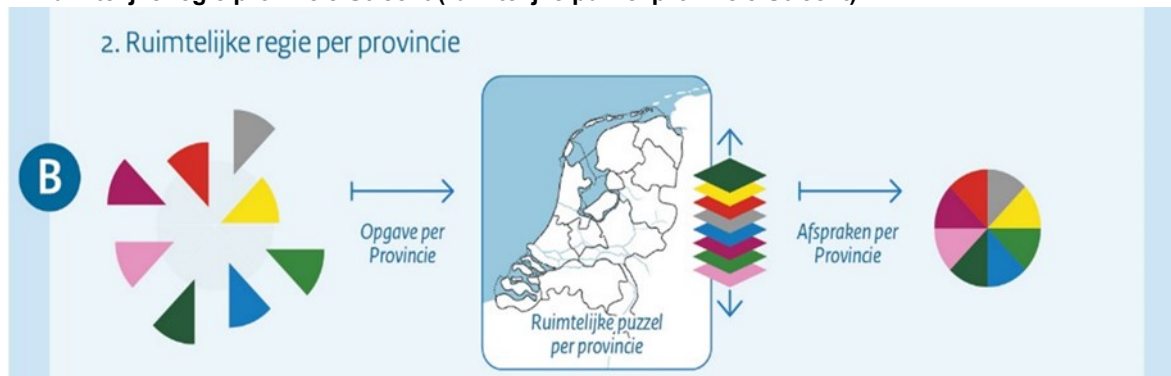 2. Ruimtelijke regie per provincie
B
Opgave per
Provincie
Ruimtelijke puzzel
per provincie
Afspraken per
Provincie